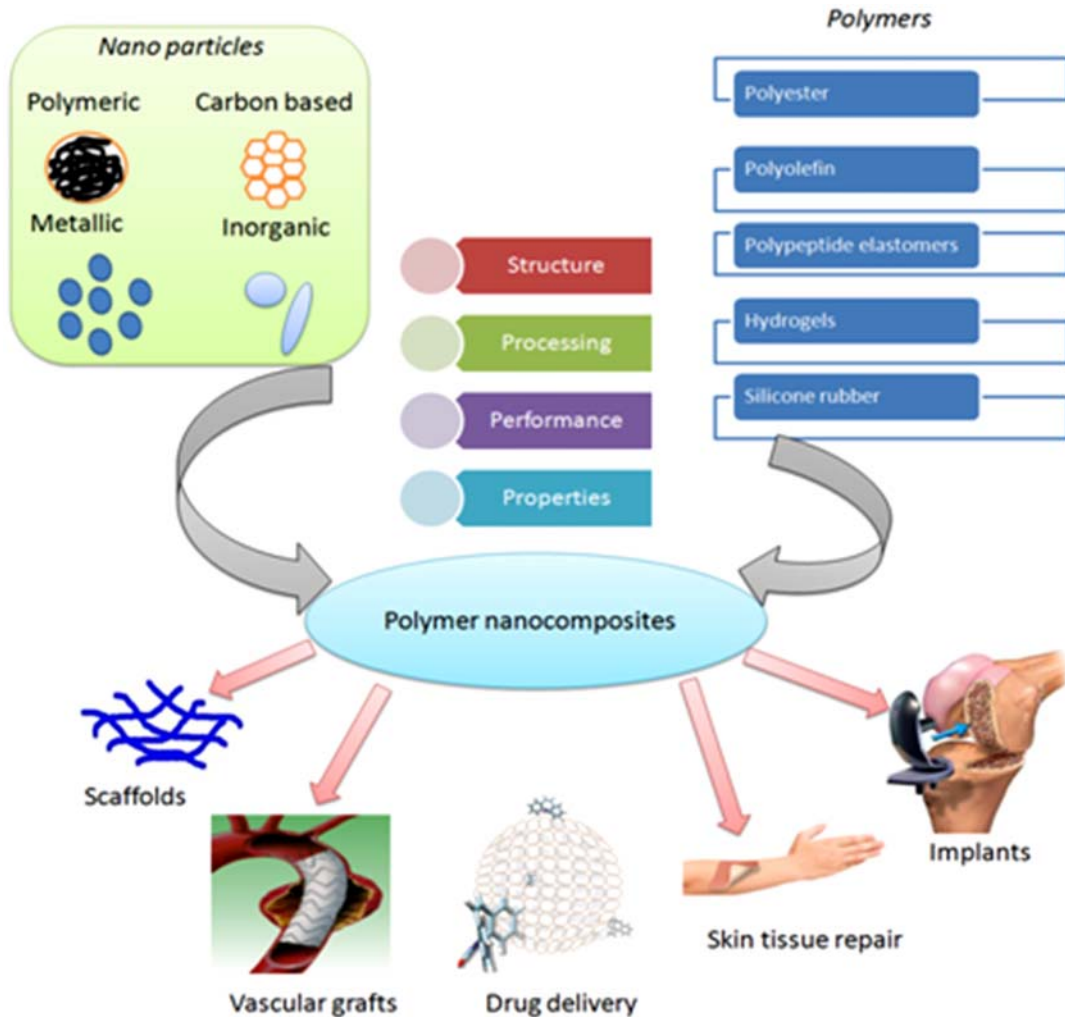 Nano particles
Polymeric
Carbon based
Metallic
Inorganic
Polymers
Polyester
Polyolefin
Polypeptide elastomers
Hydrogels
Silicone rubber
Structure
Processing
Performance
Properties
Polymer nanocomposites
Scaffolds
Vascular grafts
Drug delivery
Skin tissue repair
Implants